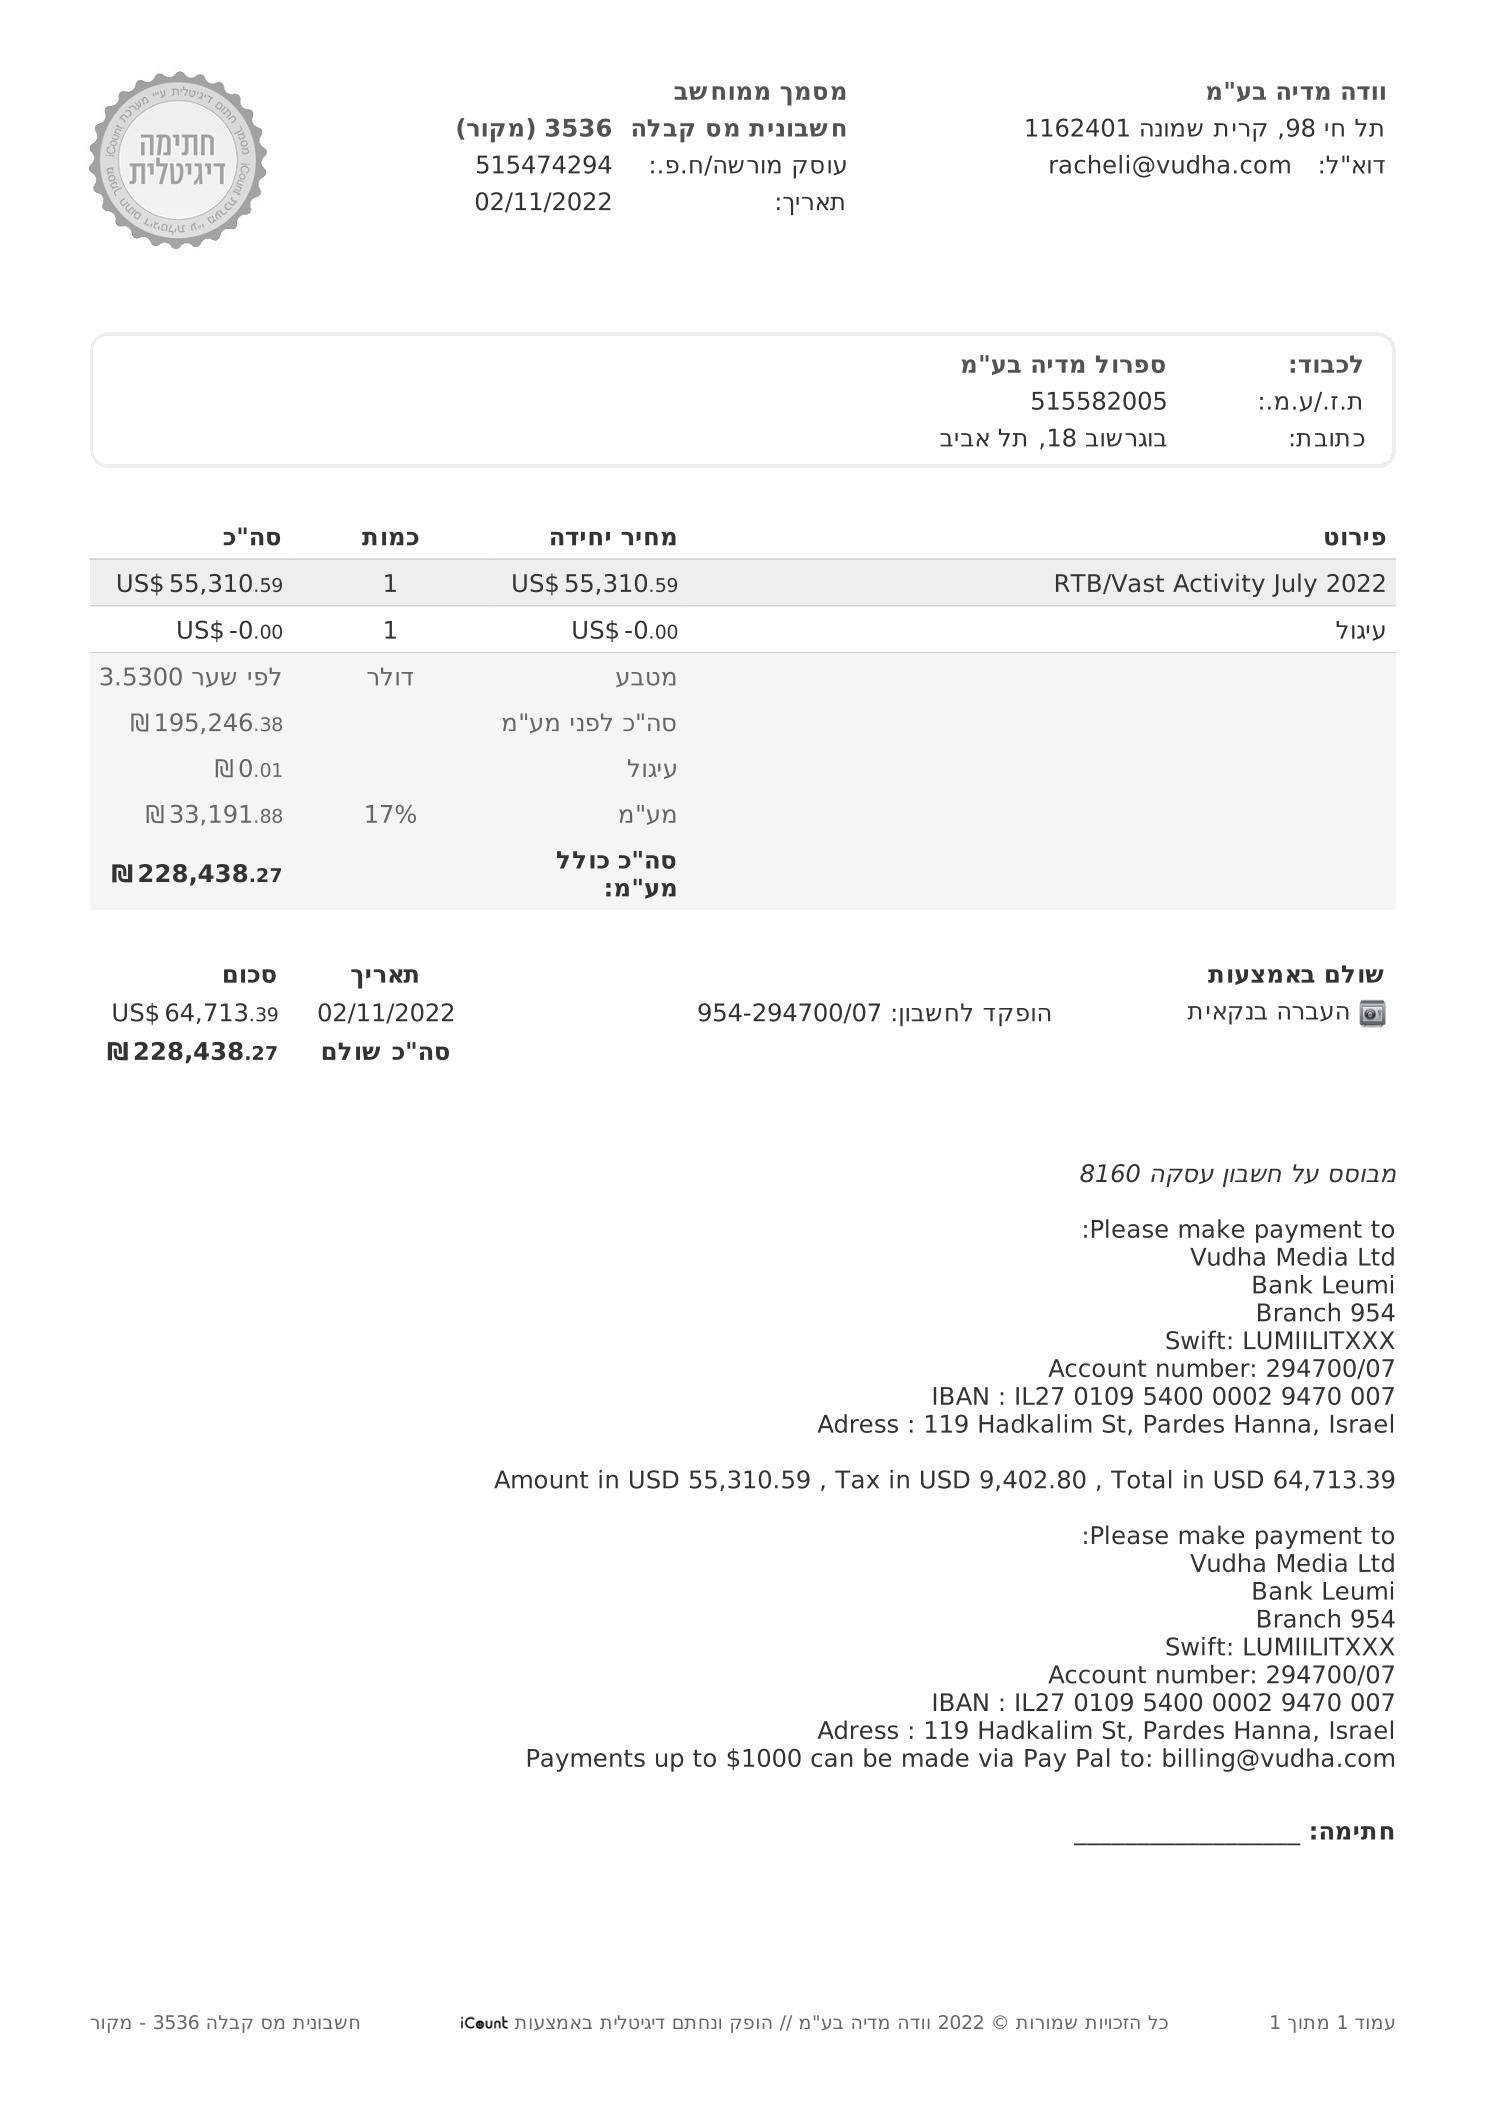 וודה מדיה בע"מ
תל חי 98, קרית שמונה 1162401
דוא"ל: racheli@vudha.com
מסמך ממוחשב
חשבונית מס קבלה 3536 (מקור)
עוסק מורשה/ח.פ.: 515474294
תאריך: 02/11/2022
מסמך חתום דיגיטלית ע"י מערכת iCount
חתימה
דיגיטלית
לכבוד: ספרול מדיה בע"מ
ת.ז./ע.מ.: 515582005
כתובת: בוגרשוב 18, תל אביב
פירוט מחיר יחידה כמות סה"כ
RTB/Vast Activity July 2022 US$ 55,310.59 1 US$ 55,310.59
עיגול US$ -0.00 1 US$ -0.00
מטבע דולר לפי שער 3.5300
סה"כ לפני מע"מ ₪195,246.38
עיגול ₪0.01
מע"מ 17% ₪33,191.88
סה"כ כולל
מע"מ: ₪228,438.27
שולם באמצעות תאריך סכום
העברה בנקאית הופקד לחשבון: 954-294700/07 02/11/2022 US$ 64,713.39
סה"כ שולם ₪228,438.27
מבוסס על חשבון עסקה 8160
:Please make payment to
Vudha Media Ltd
Bank Leumi
Branch 954
Swift: LUMIILITXXX
Account number: 294700/07
IBAN : IL27 0109 5400 0002 9470 007
Adress : 119 Hadkalim St, Pardes Hanna, Israel
Amount in USD 55,310.59 , Tax in USD 9,402.80 , Total in USD 64,713.39
:Please make payment to
Vudha Media Ltd
Bank Leumi
Branch 954
Swift: LUMIILITXXX
Account number: 294700/07
IBAN : IL27 0109 5400 0002 9470 007
Adress : 119 Hadkalim St, Pardes Hanna, Israel
Payments up to $1000 can be made via Pay Pal to: billing@vudha.com
חתימה: __________________
עמוד 1 מתוך 1
כל הזכויות שמורות © 2022 וודה מדיה בע"מ // הופק ונחתם דיגיטלית באמצעות iCount
חשבונית מס קבלה 3536 - מקור